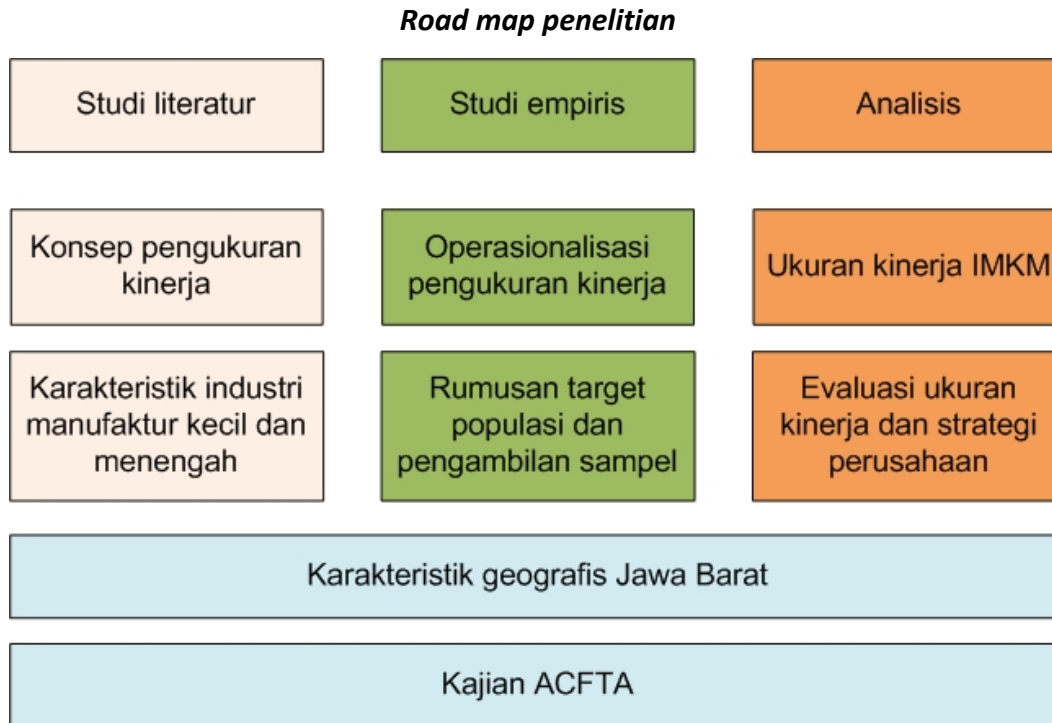 Road map penelitian
Studi literatur
Studi empiris
Analisis
Konsep pengukuran
kinerja
Operasionalisasi
pengukuran kinerja
Ukuran kinerja IMKM
Karakteristik industri
manufaktur kecil dan
menengah
Rumusan target
populasi dan
pengambilan sampel
Evaluasi ukuran
kinerja dan strategi
perusahaan
Karakteristik geografis Jawa Barat
Kajian ACFTA